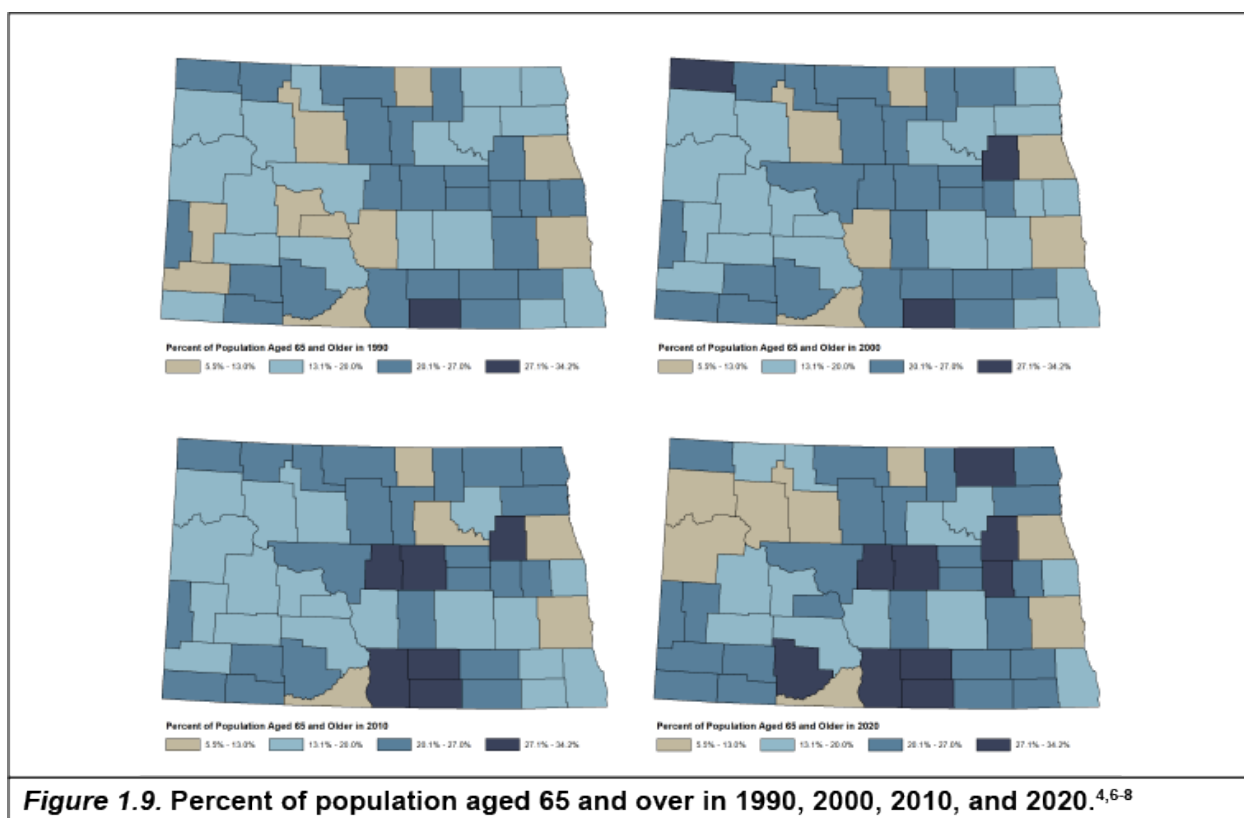 Percent of Population Aged 65 and Older in 1990
5.5% - 13.0% 13.1% - 20.0% 20.1% - 27.0% 27.1% - 34.2%
Percent of Population Aged 65 and Older in 2000
5.5% - 13.0% 13.1% - 20.0% 20.1% - 27.0% 27.1% - 34.2%
Percent of Population Aged 65 and Older in 2010
5.5% - 13.0% 13.1% - 20.0% 20.1% - 27.0% 27.1% - 34.2%
Percent of Population Aged 65 and Older in 2020
5.5% - 13.0% 13.1% - 20.0% 20.1% - 27.0% 27.1% - 34.2%
Figure 1.9. Percent of population aged 65 and over in 1990, 2000, 2010, and 2020.4,6-8